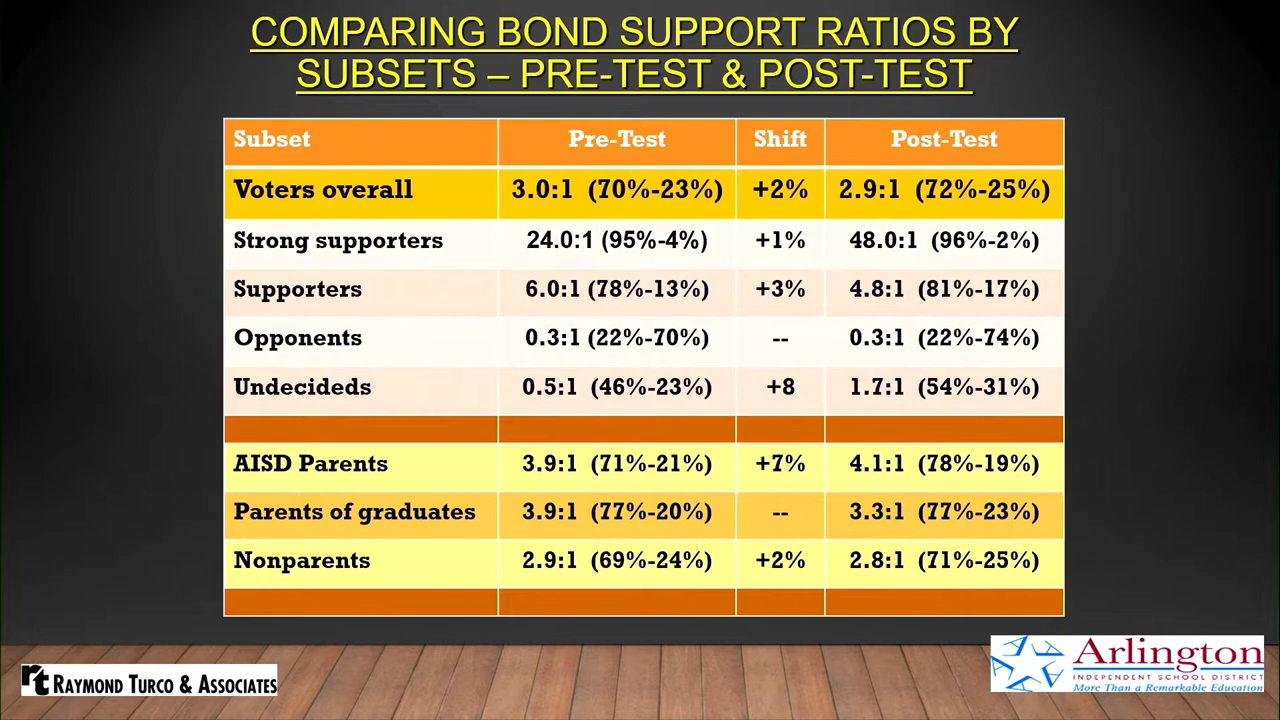 COMPARING BOND SUPPORT RATIOS BY
SUBSETS – PRE-TEST & POST-TEST
Subset Pre-Test Shift Post-Test
Voters overall 3.0:1 (70%-23%) +2% 2.9:1 (72%-25%)
Strong supporters 24.0:1 (95%-4%) +1% 48.0:1 (96%-2%)
Supporters 6.0:1 (78%-13%) +3% 4.8:1 (81%-17%)
Opponents 0.3:1 (22%-70%) -- 0.3:1 (22%-74%)
Undecideds 0.5:1 (46%-23%) +8 1.7:1 (54%-31%)
AISD Parents 3.9:1 (71%-21%) +7% 4.1:1 (78%-19%)
Parents of graduates 3.9:1 (77%-20%) -- 3.3:1 (77%-23%)
Nonparents 2.9:1 (69%-24%) +2% 2.8:1 (71%-25%)
rt RAYMOND TURCO & ASSOCIATES
Arlington
INDEPENDENT SCHOOL DISTRICT
More Than a Remarkable Education